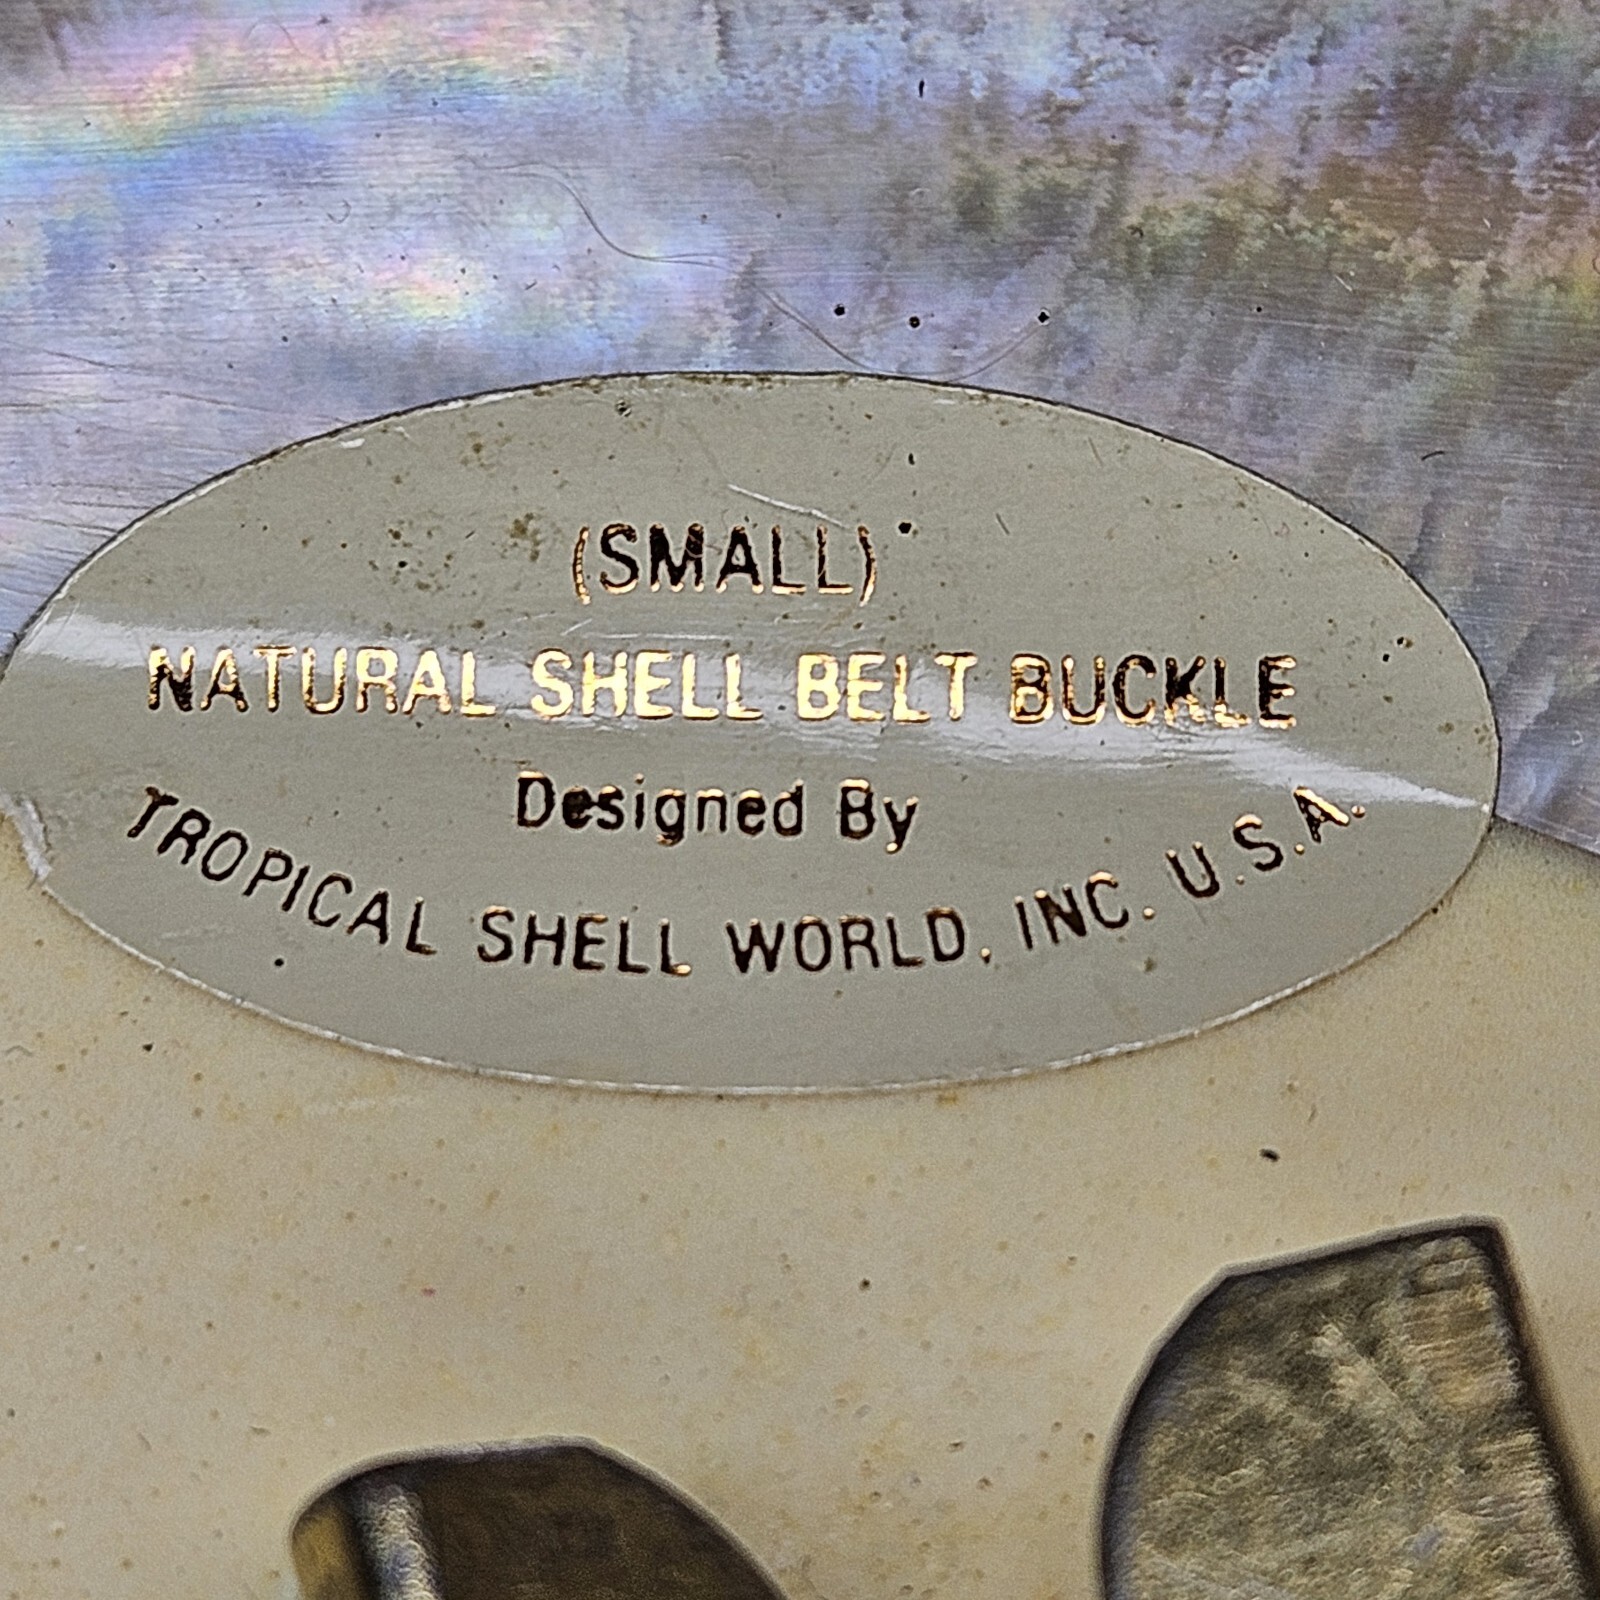 (SMALL)
NATURAL SHELL BELT BUCKLE
Designed By
TROPICAL SHELL WORLD, INC. U.S.A.